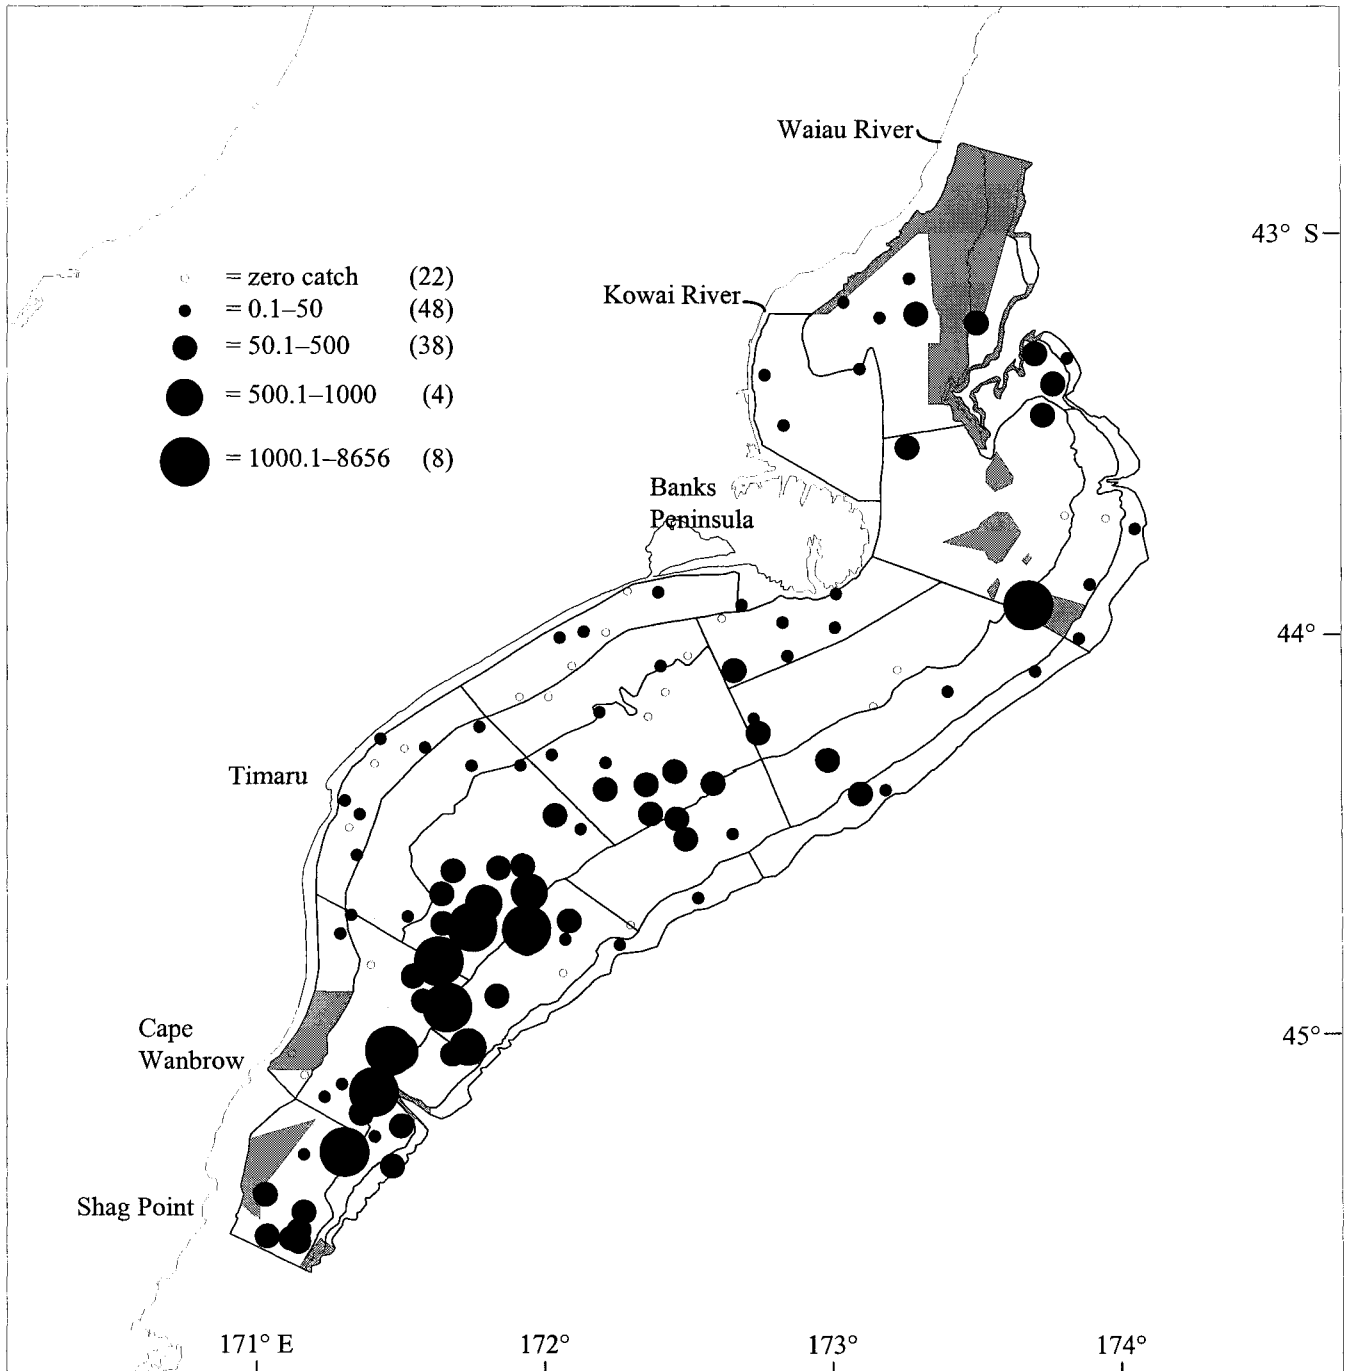 Waiau River
43° S
= zero catch (22)
= 0.1–50 (48)
= 50.1–500 (38)
= 500.1–1000 (4)
= 1000.1–8656 (8)
Kowai River
Banks
Peninsula
44°
Timaru
Cape
Wanbrow
45°
Shag Point
171° E
172°
173°
174°